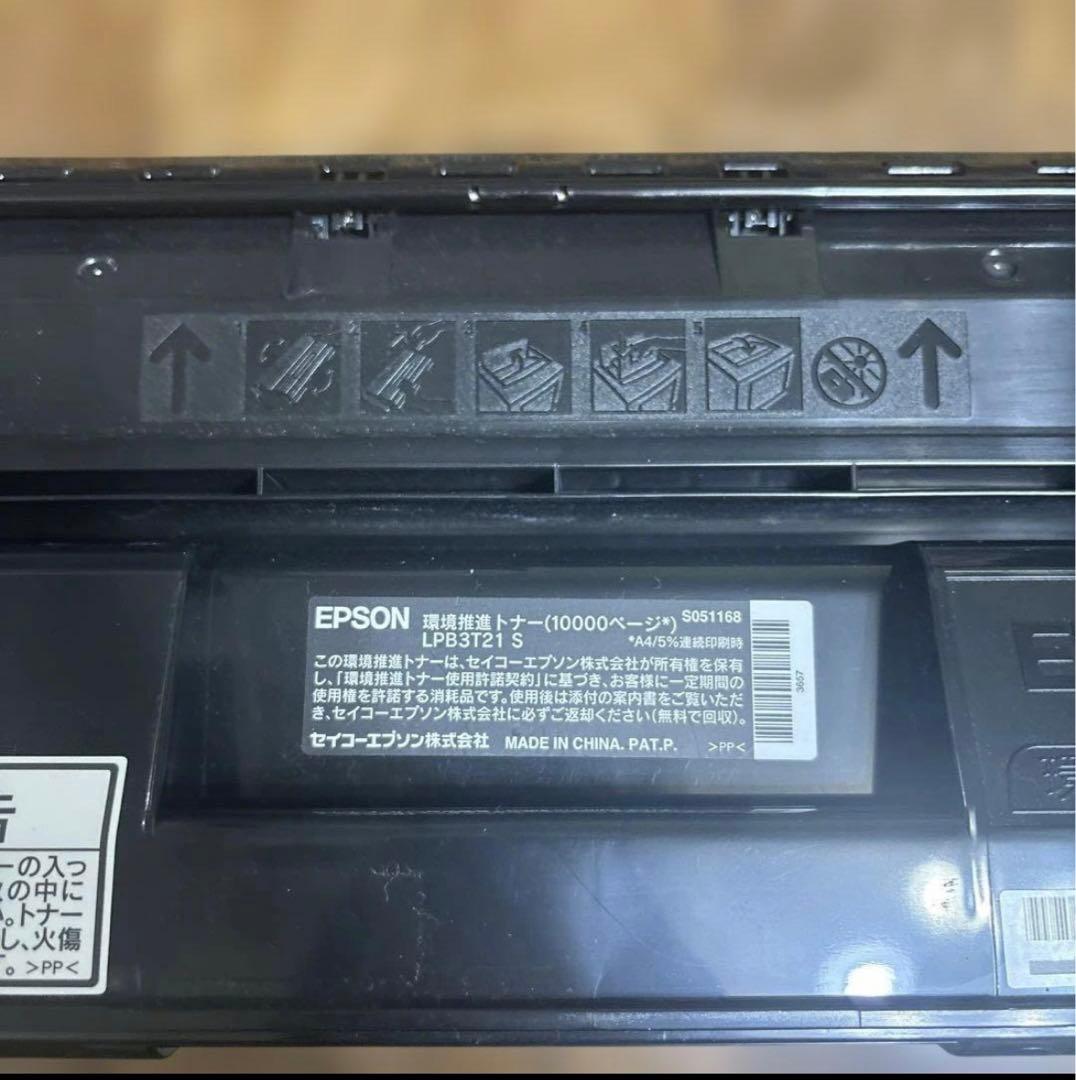 1 2 3 4 5
EPSON 環境推進トナー(10000ページ*) S051168
LPB3T21 S *A4/5%連続印刷時
この環境推進トナーは、セイコーエプソン株式会社が所有権を保有
し、「環境推進トナー使用許諾契約」に基づき、お客様に一定期間の
使用権を許諾する消耗品です。使用後は添付の案内書をご覧いただ
き、セイコーエプソン株式会社に必ずご返却ください(無料で回収)。
セイコーエプソン株式会社 MADE IN CHINA. PAT.P. >PP<
3657
ーの入っ
の中に
。トナー
し、火傷
。>PP<